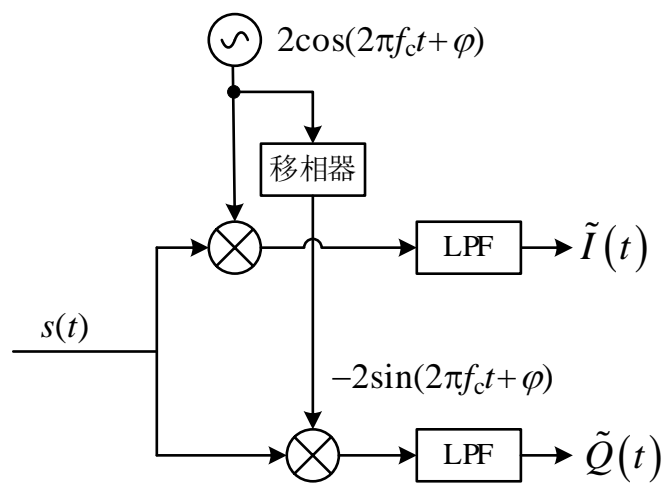 2cos(2πf_ct+φ)
移相器
LPF
Ĩ(t)
s(t)
−2sin(2πf_ct+φ)
LPF
Q̃(t)